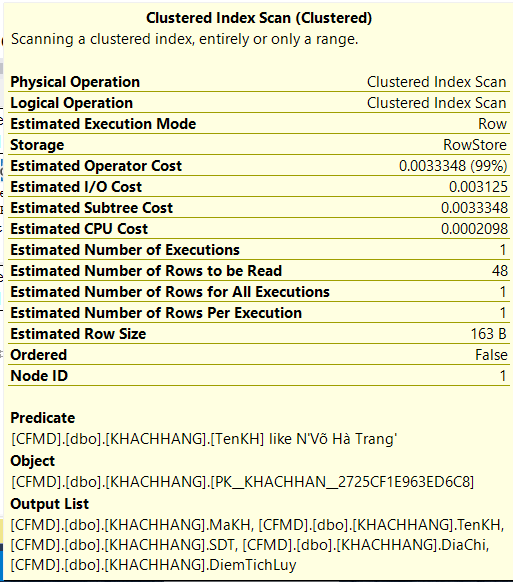 Clustered Index Scan (Clustered)
Scanning a clustered index, entirely or only a range.
Physical Operation Clustered Index Scan
Logical Operation Clustered Index Scan
Estimated Execution Mode Row
Storage RowStore
Estimated Operator Cost 0.0033348 (99%)
Estimated I/O Cost 0.003125
Estimated Subtree Cost 0.0033348
Estimated CPU Cost 0.0002098
Estimated Number of Executions 1
Estimated Number of Rows to be Read 48
Estimated Number of Rows for All Executions 1
Estimated Number of Rows Per Execution 1
Estimated Row Size 163 B
Ordered False
Node ID 1
Predicate
[CFMD].[dbo].[KHACHHANG].[TenKH] like N'Võ Hà Trang'
Object
[CFMD].[dbo].[KHACHHANG].[PK__KHACHHAN__2725CF1E963ED6C8]
Output List
[CFMD].[dbo].[KHACHHANG].MaKH, [CFMD].[dbo].[KHACHHANG].TenKH,
[CFMD].[dbo].[KHACHHANG].SDT, [CFMD].[dbo].[KHACHHANG].DiaChi,
[CFMD].[dbo].[KHACHHANG].DiemTichLuy